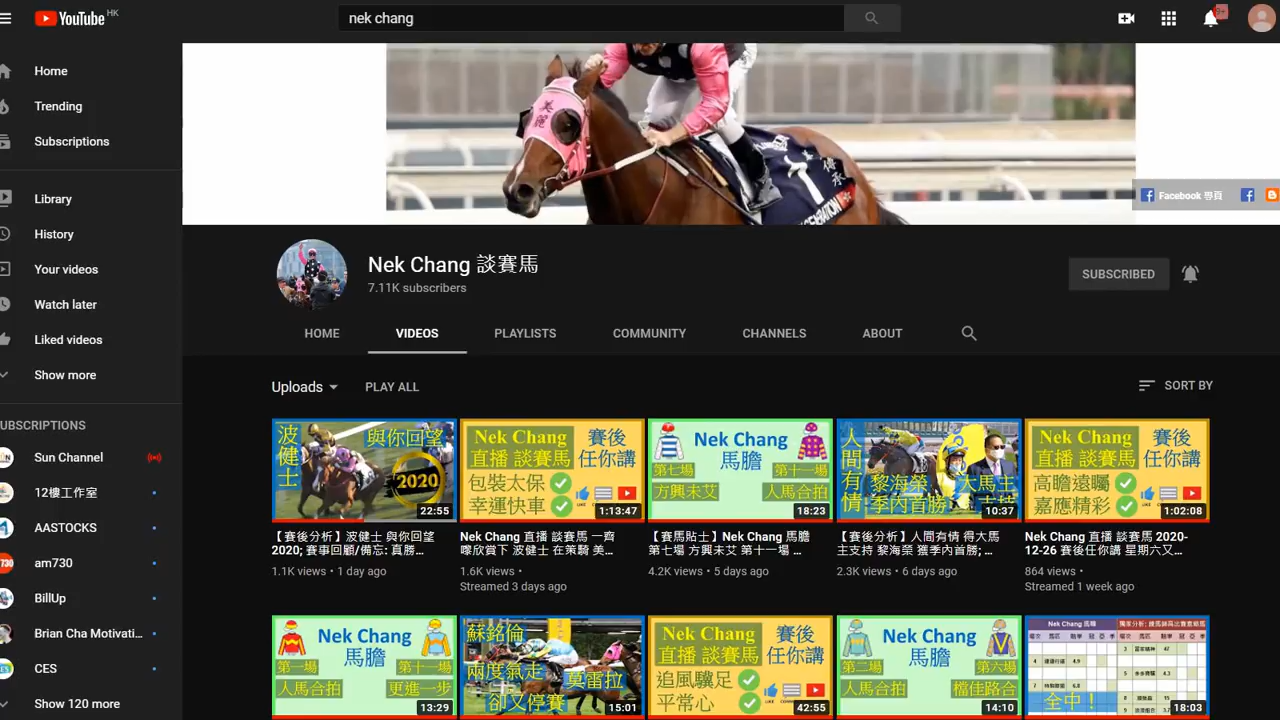 YouTube HK
nek chang
9+
Home
Trending
Subscriptions
Library
History
Your videos
Watch later
Liked videos
Show more
UBSCRIPTIONS
Sun Channel
12樓工作室
AASTOCKS
am730
BillUp
Brian Cha Motivati...
CES
Show 120 more
美麗
傳承
Facebook 專頁
Nek Chang 談賽馬
7.11K subscribers
SUBSCRIBED
HOME
VIDEOS
PLAYLISTS
COMMUNITY
CHANNELS
ABOUT
Uploads
PLAY ALL
SORT BY
波健士
與你回望
2020
22:55
【賽後分析】波健士 與你回望
2020; 賽事回顧/備忘: 真勝...
1.1K views • 1 day ago
Nek Chang 賽後
直播 談賽馬 任你講
包裝太保
幸運快車
1:13:47
Nek Chang 直播 談賽馬 一齊
嚟欣賞下 波健士 在策騎 美...
1.6K views •
Streamed 3 days ago
Nek Chang
馬膽
第七場 第十一場
方興未艾 人馬合拍
18:23
【賽馬貼士】Nek Chang 馬膽
第七場 方興未艾 第十一場 ...
4.2K views • 5 days ago
人間有情
黎海榮 大馬主
季內首勝
10:37
【賽後分析】人間有情 得大馬
主支持 黎海榮 獲季內首勝; ...
2.3K views • 6 days ago
Nek Chang 賽後
直播 談賽馬 任你講
高瞻遠矚
嘉應精彩
1:02:08
Nek Chang 直播 談賽馬 2020-
12-26 賽後任你講 星期六又...
864 views •
Streamed 1 week ago
Nek Chang
馬膽
第一場 第十一場
人馬合拍 更進一步
13:29
蘇銘倫
兩度氣走 莫雷拉
卻又停賽
15:01
Nek Chang 賽後
直播 談賽馬 任你講
追風驥足
平常心
42:55
Nek Chang
馬膽
第二場 第六場
人馬合拍 檔佳路合
14:10
Nek Chang 馬膽
全中！
18:03